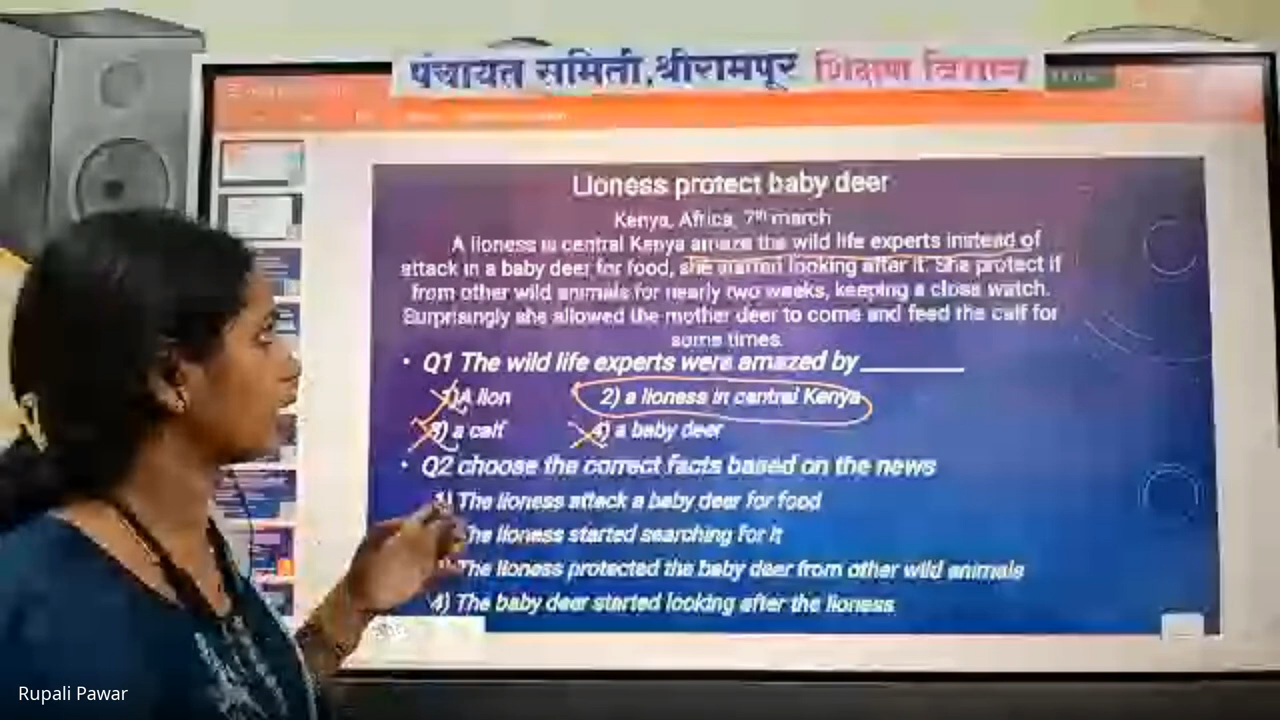 पंचायत समिती,श्रीरामपूर शिक्षण विभाग
Lioness protect baby deer
Kenya, Africa, 7th march
A lioness is central Kenya amaze the wild life experts instead of
attack in a baby deer for food, she started looking after it. She protect it
from other wild animals for nearly two weeks, keeping a close watch.
Surprisingly she allowed the mother deer to come and feed the calf for
some times.
• Q1 The wild life experts were amazed by_______
1)A lion 2) a lioness in central Kenya
3) a calf 4) a baby deer
• Q2 choose the correct facts based on the news
1) The lioness attack a baby deer for food
The lioness started searching for it
The lioness protected the baby deer from other wild animals
4) The baby deer started looking after the lioness
Rupali Pawar